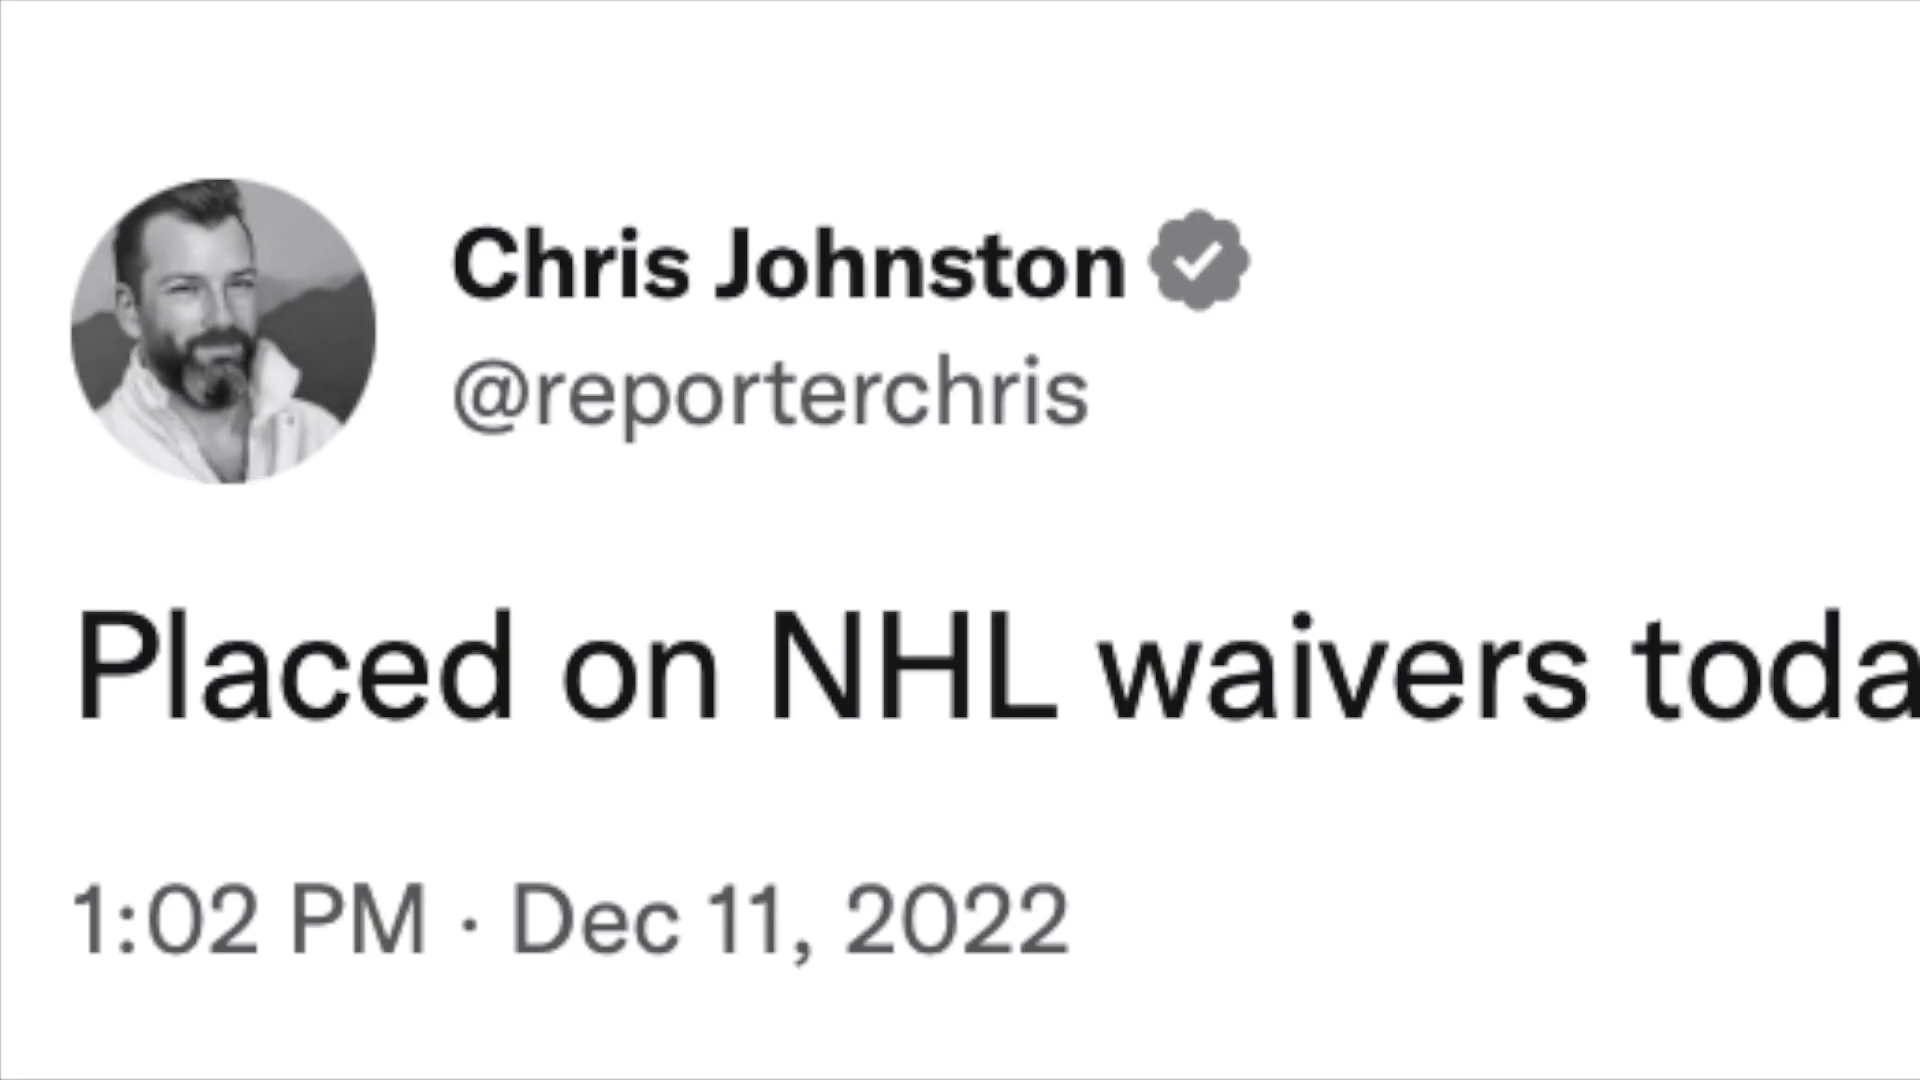 Chris Johnston
@reporterchris
Placed on NHL waivers toda
1:02 PM · Dec 11, 2022